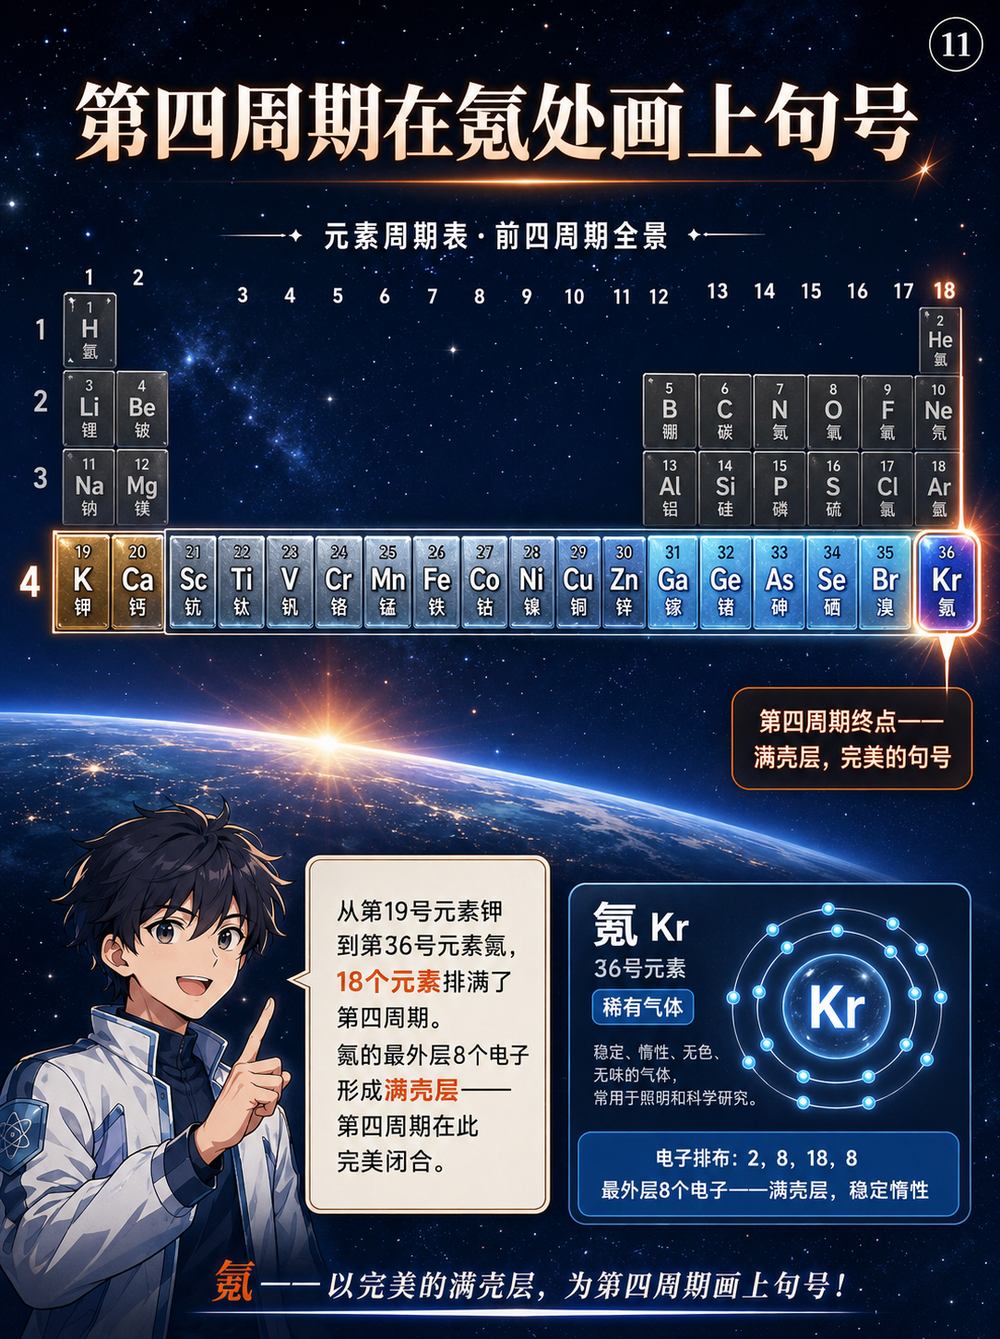 11
第四周期在氪处画上句号
元素周期表·前四周期全景
1 2 3 4 5 6 7 8 9 10 11 12 13 14 15 16 17 18
1
1 2
H He
2
3 4 5 6 7 8 9 10
Li Be B C N O F Ne
锂 铍 硼 碳
3
11 12 13 14 15 16 17 18
Na Mg Al Si P S Cl Ar
钠 镁 铝 硅 磷 硫 氯
4
19 20 21 22 23 24 25 26 27 28 29 30 31 32 33 34 35 36
K Ca Sc Ti V Cr Mn Fe Co Ni Cu Zn Ga Ge As Se Br Kr
钾 钙 钪 钛 钒 铬 锰 铁 钴 镍 铜 锌 镓 锗 砷 硒 溴 氪
第四周期终点——
满壳层，完美的句号
从第19号元素钾
到第36号元素氮，
18个元素排满了
第四周期。
氮的最外层8个电子
形成满壳层——
第四周期在此
完美闭合。
氪 Kr
36号元素
稀有气体
稳定、惰性、无色、
无味的气体，
常用于照明和科学研究。
Kr
电子排布：2，8，18，8
最外层8个电子——满壳层，稳定惰性
氪——以完美的满壳层，为第四周期画上句号！